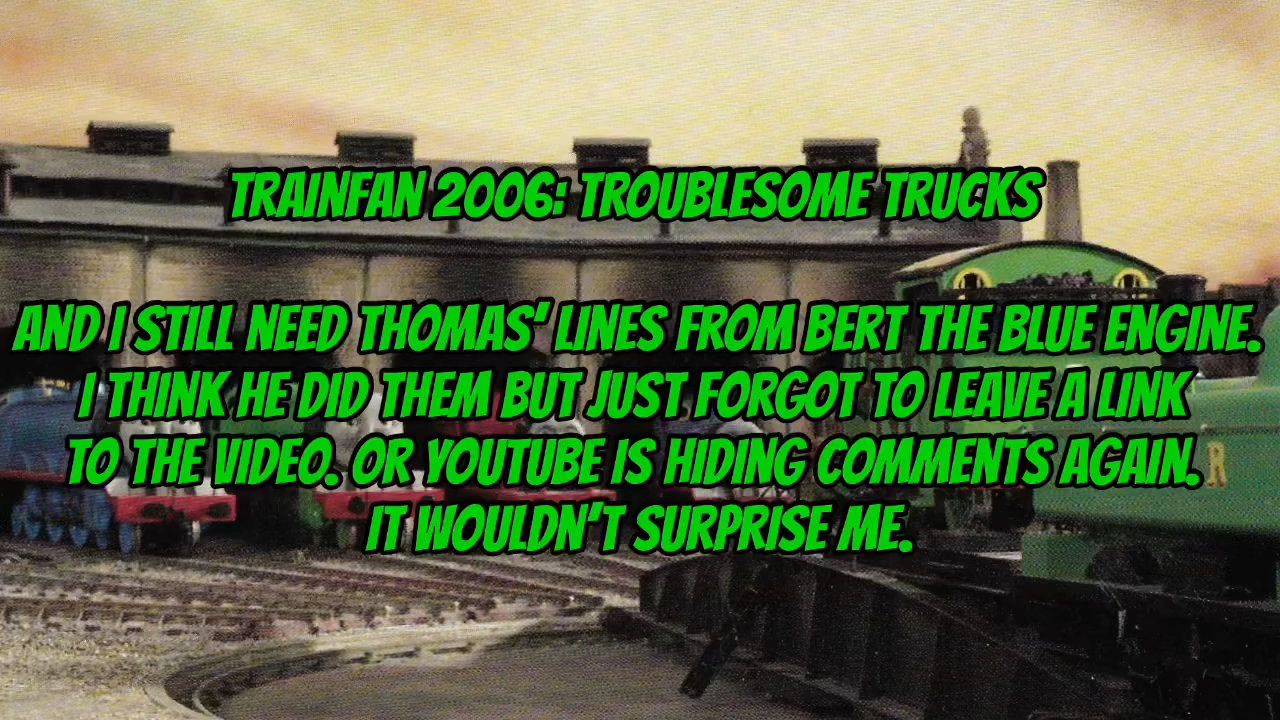 TRAINFAN 2006: TROUBLESOME TRUCKS
AND I STILL NEED THOMAS' LINES FROM BERT THE BLUE ENGINE.
I THINK HE DID THEM BUT JUST FORGOT TO LEAVE A LINK
TO THE VIDEO. OR YOUTUBE IS HIDING COMMENTS AGAIN.
IT WOULDN'T SURPRISE ME.
R